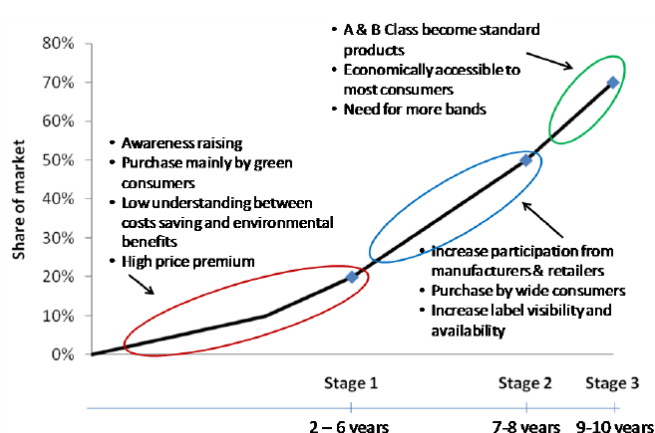 • A & B Class become standard
products
• Economically accessible to
most consumers
• Need for more bands
80%
70%
60%
50%
40%
30%
20%
10%
0%
Share of market
• Awareness raising
• Purchase mainly by green
consumers
• Low understanding between
costs saving and environmental
benefits
• High price premium
• Increase participation from
manufacturers & retailers
• Purchase by wide consumers
• Increase label visibility and
availability
Stage 1
Stage 2
Stage 3
2 – 6 years
7-8 years
9-10 years